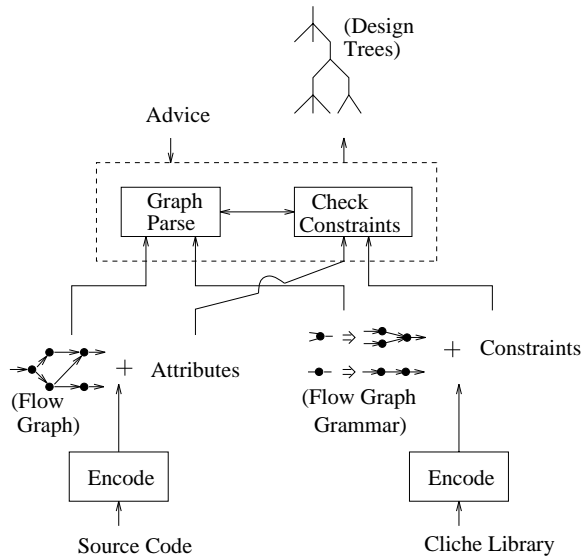 (Design
Trees)
Advice
Graph
Parse
Check
Constraints
+
Attributes
+
Constraints
(Flow
Graph)
(Flow Graph
Grammar)
Encode
Encode
Source Code
Cliche Library